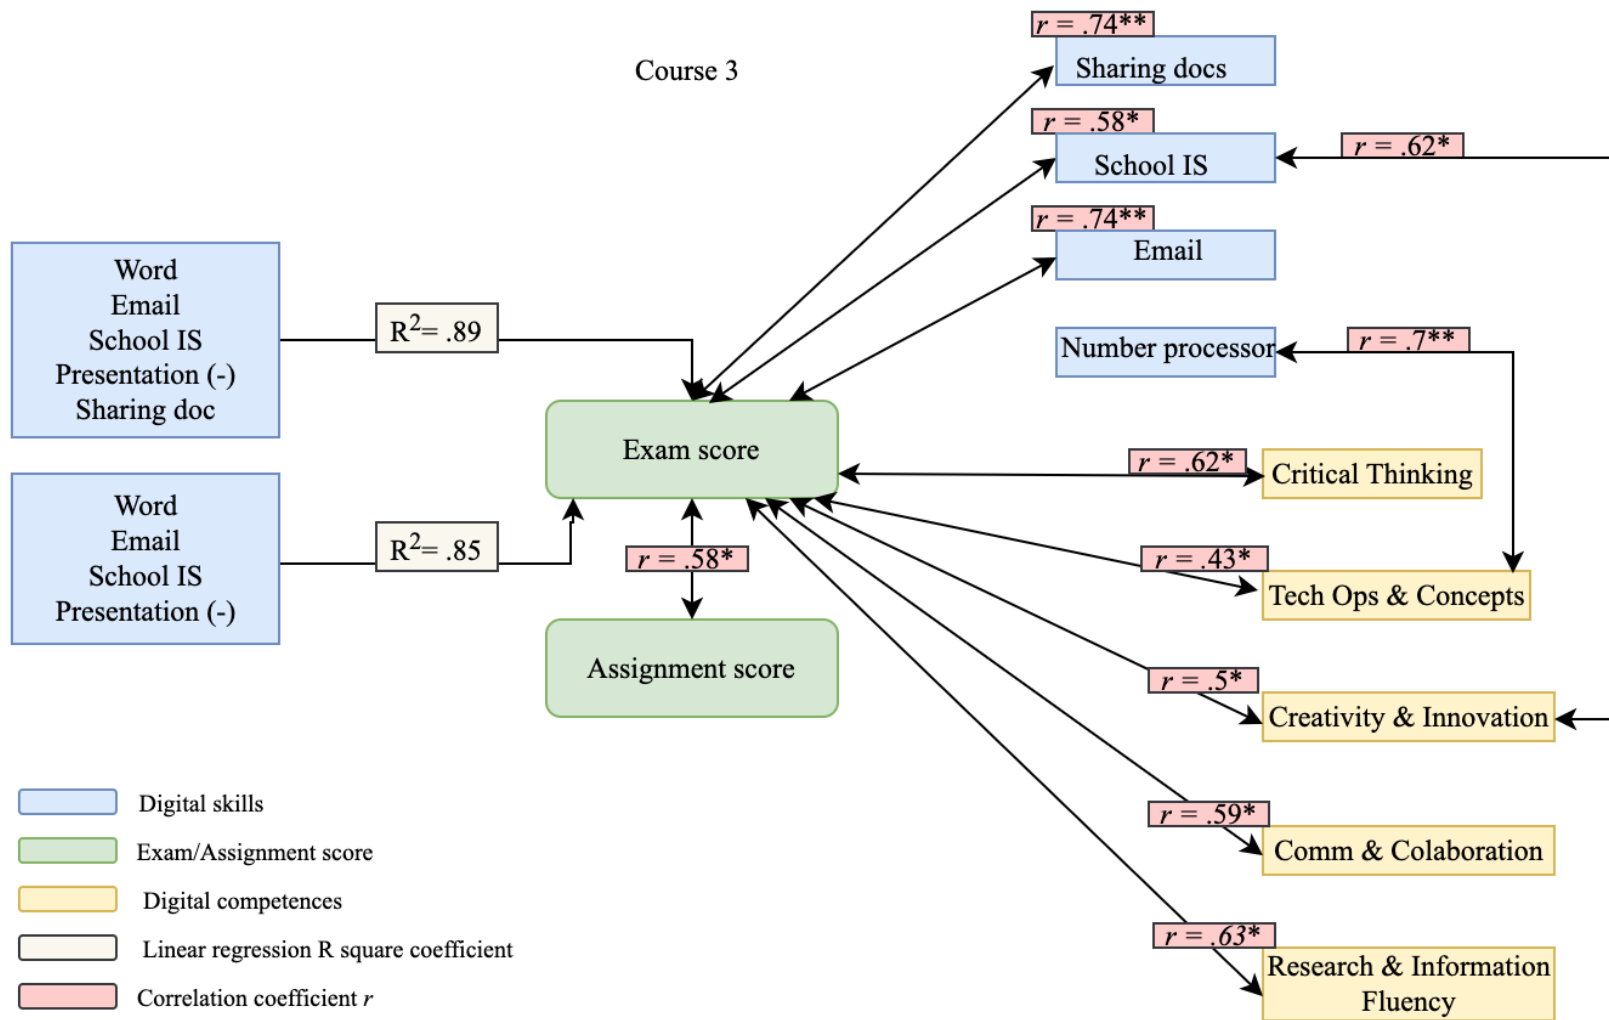 Course 3
r = .74**
Sharing docs
r = .58*
School IS
r = .62*
r = .74**
Email
Number processor
r = .7**
Word
Email
School IS
Presentation (-)
Sharing doc
R²= .89
Exam score
Word
Email
School IS
Presentation (-)
R²= .85
r = .58*
Assignment score
r = .62*
Critical Thinking
r = .43*
Tech Ops & Concepts
r = .5*
Creativity & Innovation
r = .59*
Comm & Colaboration
r = .63*
Research & Information
Fluency
Digital skills
Exam/Assignment score
Digital competences
Linear regression R square coefficient
Correlation coefficient r